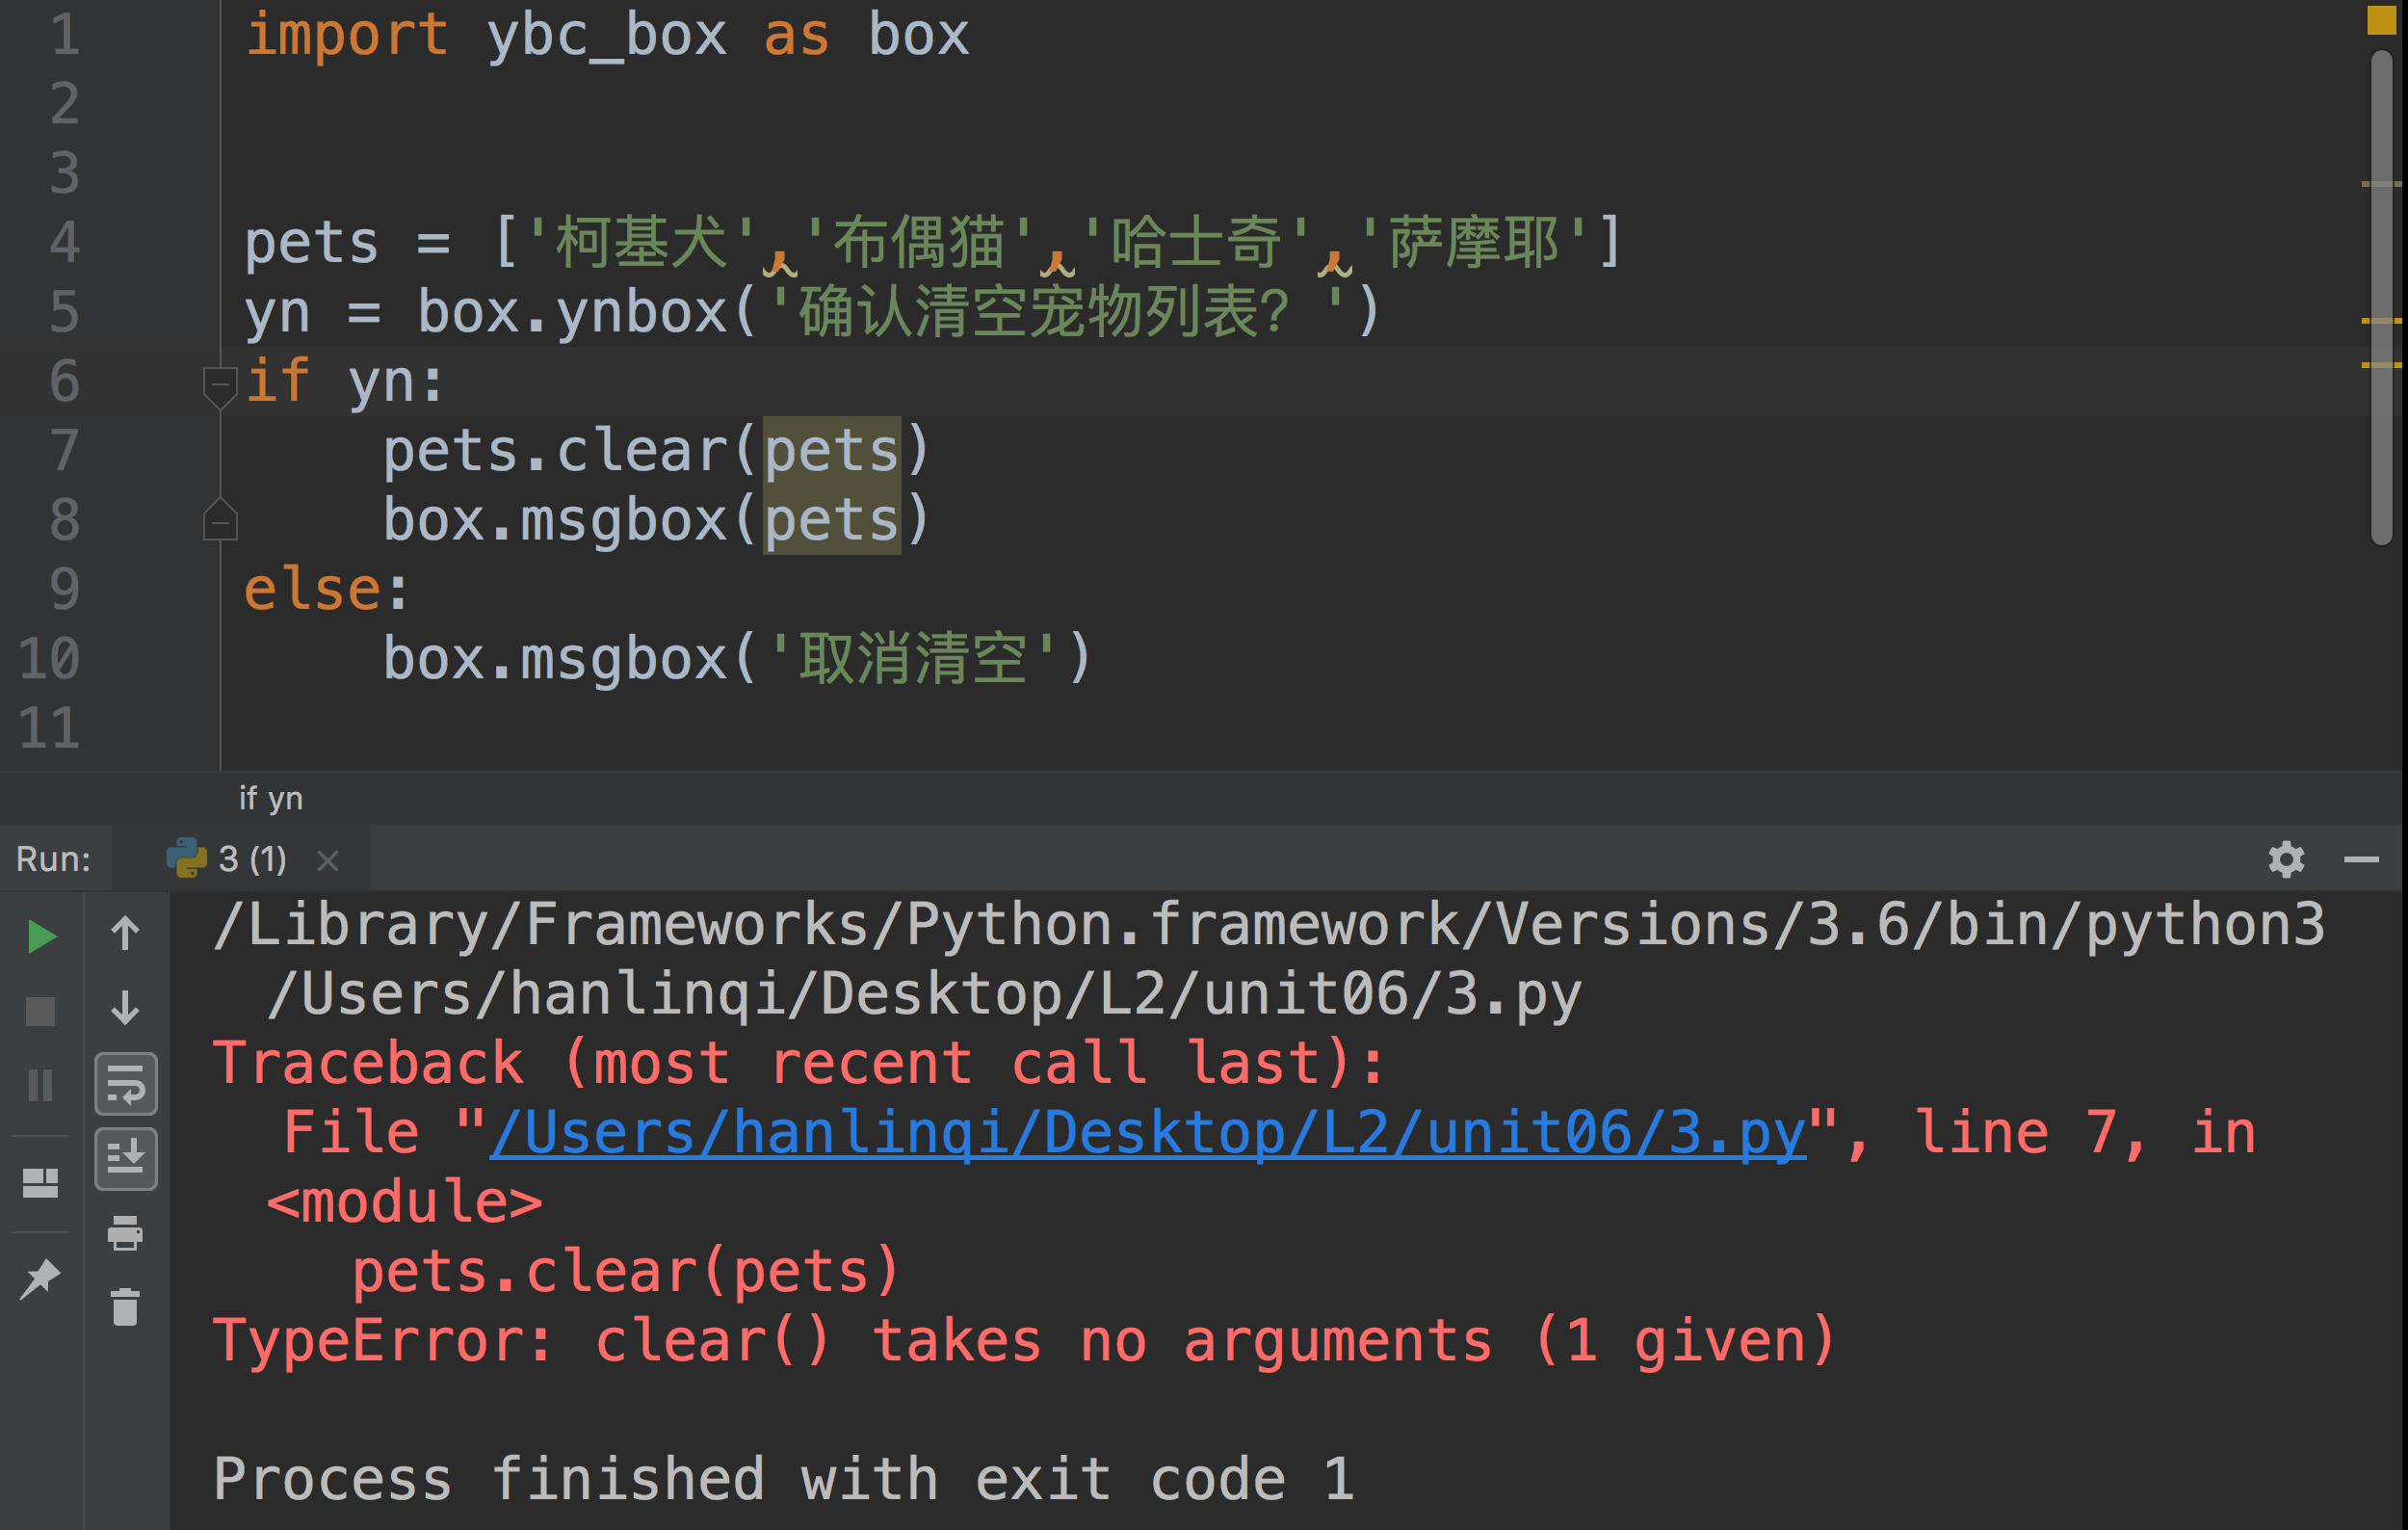 1 import ybc_box as box
2
3
4 pets = ['柯基犬','布偶猫','哈士奇','萨摩耶']
5 yn = box.ynbox('确认清空宠物列表？')
6 if yn:
7 pets.clear(pets)
8 box.msgbox(pets)
9 else:
10 box.msgbox('取消清空')
11
if yn
Run: 3 (1)
/Library/Frameworks/Python.framework/Versions/3.6/bin/python3
/Users/hanlinqi/Desktop/L2/unit06/3.py
Traceback (most recent call last):
File "/Users/hanlinqi/Desktop/L2/unit06/3.py", line 7, in
<module>
pets.clear(pets)
TypeError: clear() takes no arguments (1 given)
Process finished with exit code 1